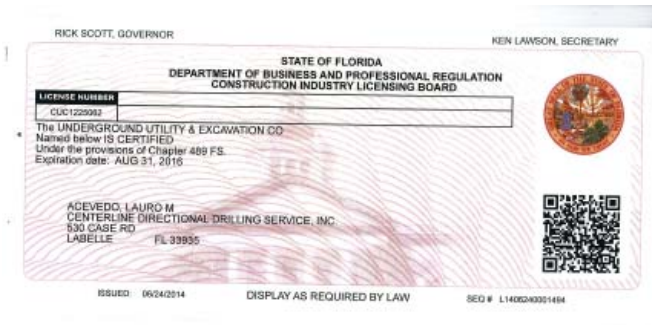 RICK SCOTT, GOVERNOR
KEN LAWSON, SECRETARY
STATE OF FLORIDA
DEPARTMENT OF BUSINESS AND PROFESSIONAL REGULATION
CONSTRUCTION INDUSTRY LICENSING BOARD
LICENSE NUMBER
CUC1225062
The UNDERGROUND UTILITY & EXCAVATION CO
Named below IS CERTIFIED
Under the provisions of Chapter 489 FS.
Expiration date: AUG 31, 2016
ACEVEDO, LAURO M
CENTERLINE DIRECTIONAL DRILLING SERVICE, INC.
530 CASE RD
LABELLE FL 33935
ISSUED: 06/24/2014
DISPLAY AS REQUIRED BY LAW
SEQ # L1406240001494